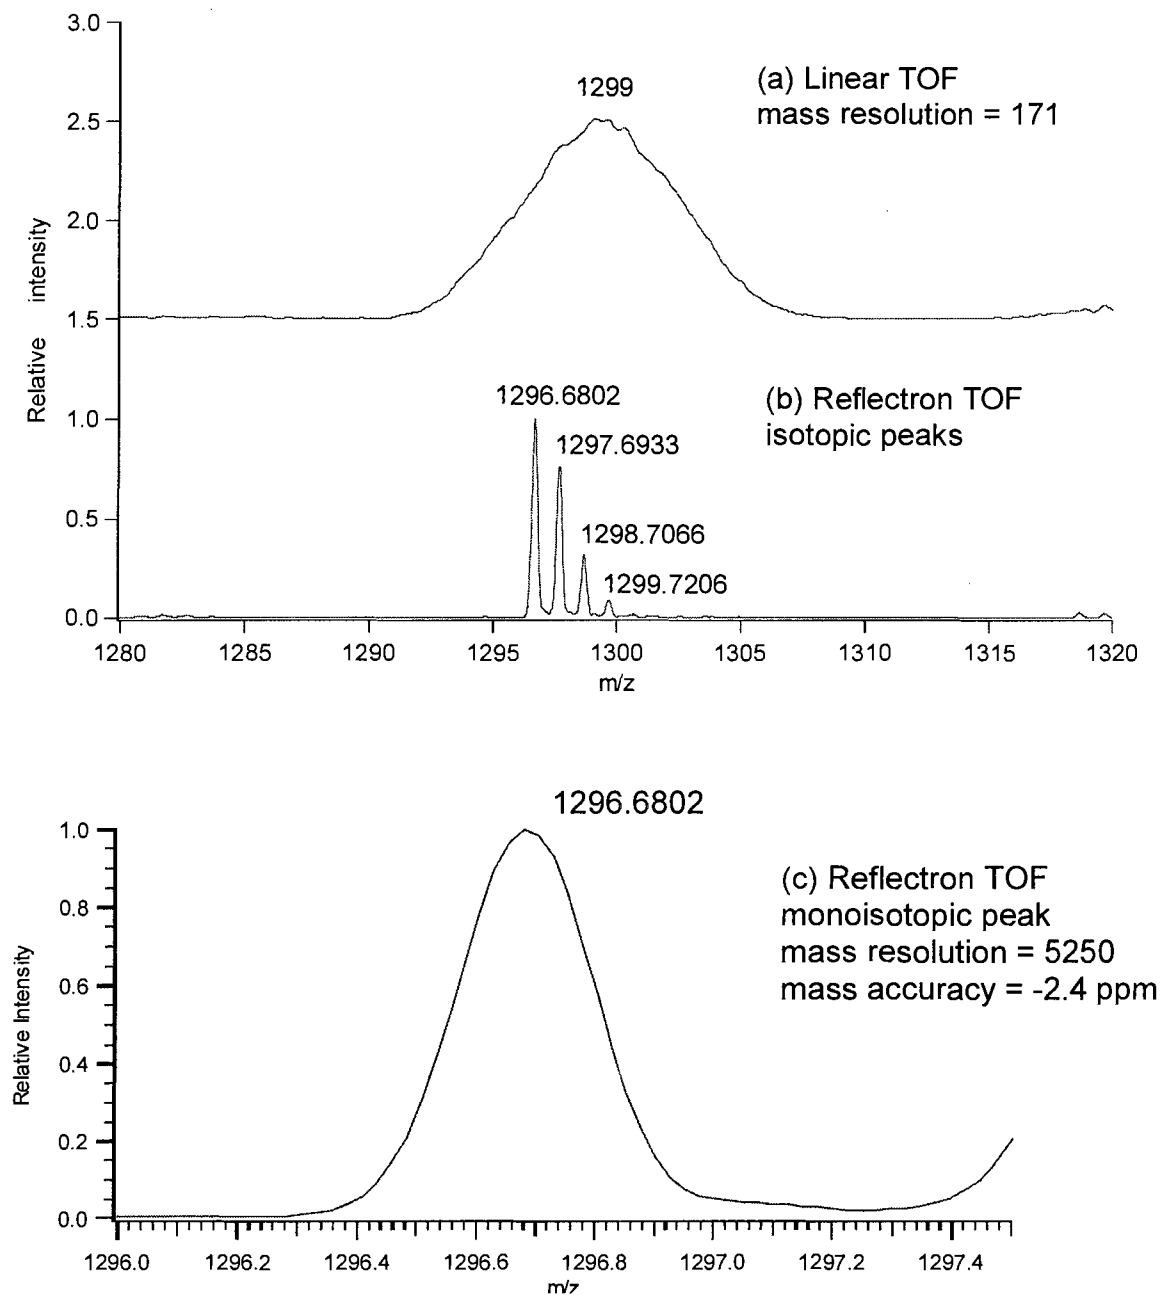 3.0
1299
(a) Linear TOF
mass resolution = 171
2.5
2.0
1.5
Relative intensity
1296.6802
(b) Reflectron TOF
isotopic peaks
1.0
1297.6933
0.5
1298.7066
1299.7206
0.0
1280 1285 1290 1295 1300 1305 1310 1315 1320
m/z
1296.6802
1.0
(c) Reflectron TOF
monoisotopic peak
mass resolution = 5250
mass accuracy = -2.4 ppm
0.8
0.6
Relative Intensity
0.4
0.2
0.0
1296.0 1296.2 1296.4 1296.6 1296.8 1297.0 1297.2 1297.4
m/z